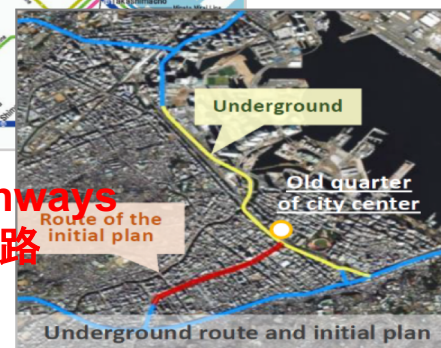 Underground
Old quarter
of city center
nways
路
Route of the
initial plan
Underground route and initial plan